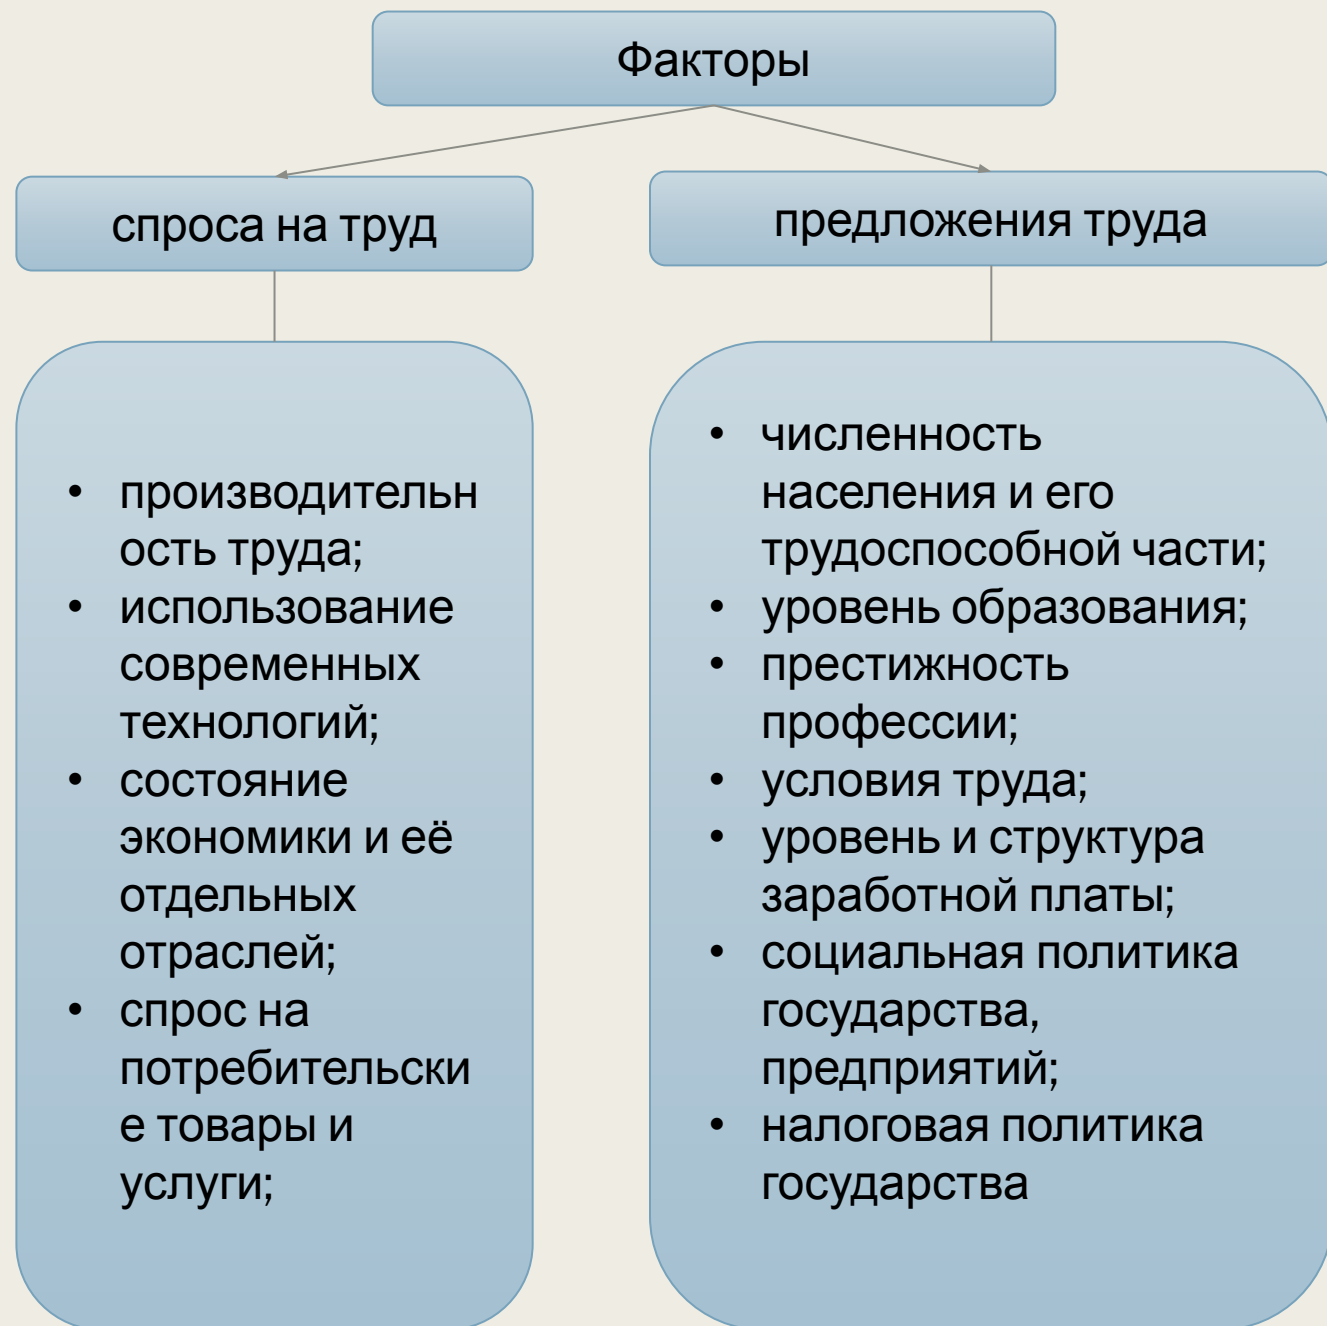 Факторы
спроса на труд
предложения труда
• производительн
ость труда;
• использование
современных
технологий;
• состояние
экономики и её
отдельных
отраслей;
• спрос на
потребительски
е товары и
услуги;
• численность
населения и его
трудоспособной части;
• уровень образования;
• престижность
профессии;
• условия труда;
• уровень и структура
заработной платы;
• социальная политика
государства,
предприятий;
• налоговая политика
государства